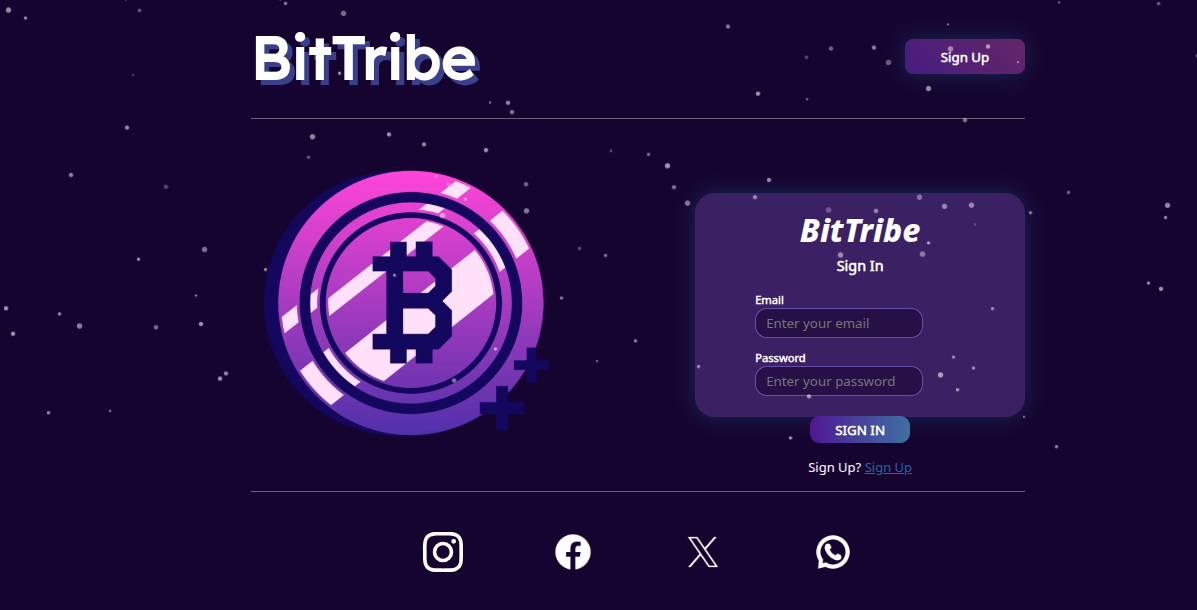 BitTribe
Sign Up
BitTribe
Sign In
Email
Enter your email
Password
Enter your password
SIGN IN
Sign Up? Sign Up